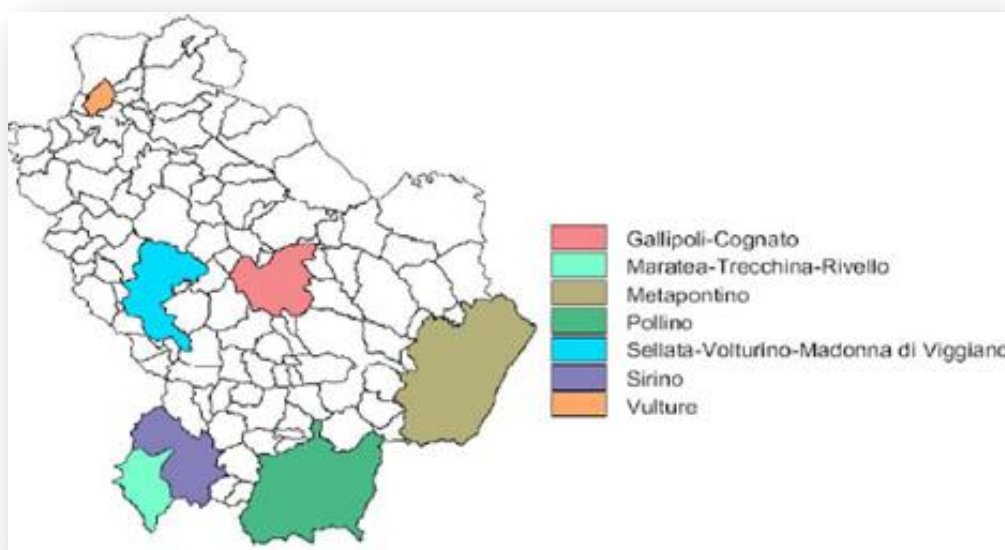 Gallipoli-Cognato
Maratea-Trecchina-Rivello
Metapontino
Pollino
Sellata-Volturino-Madonna di Viggiano
Sirino
Vulture